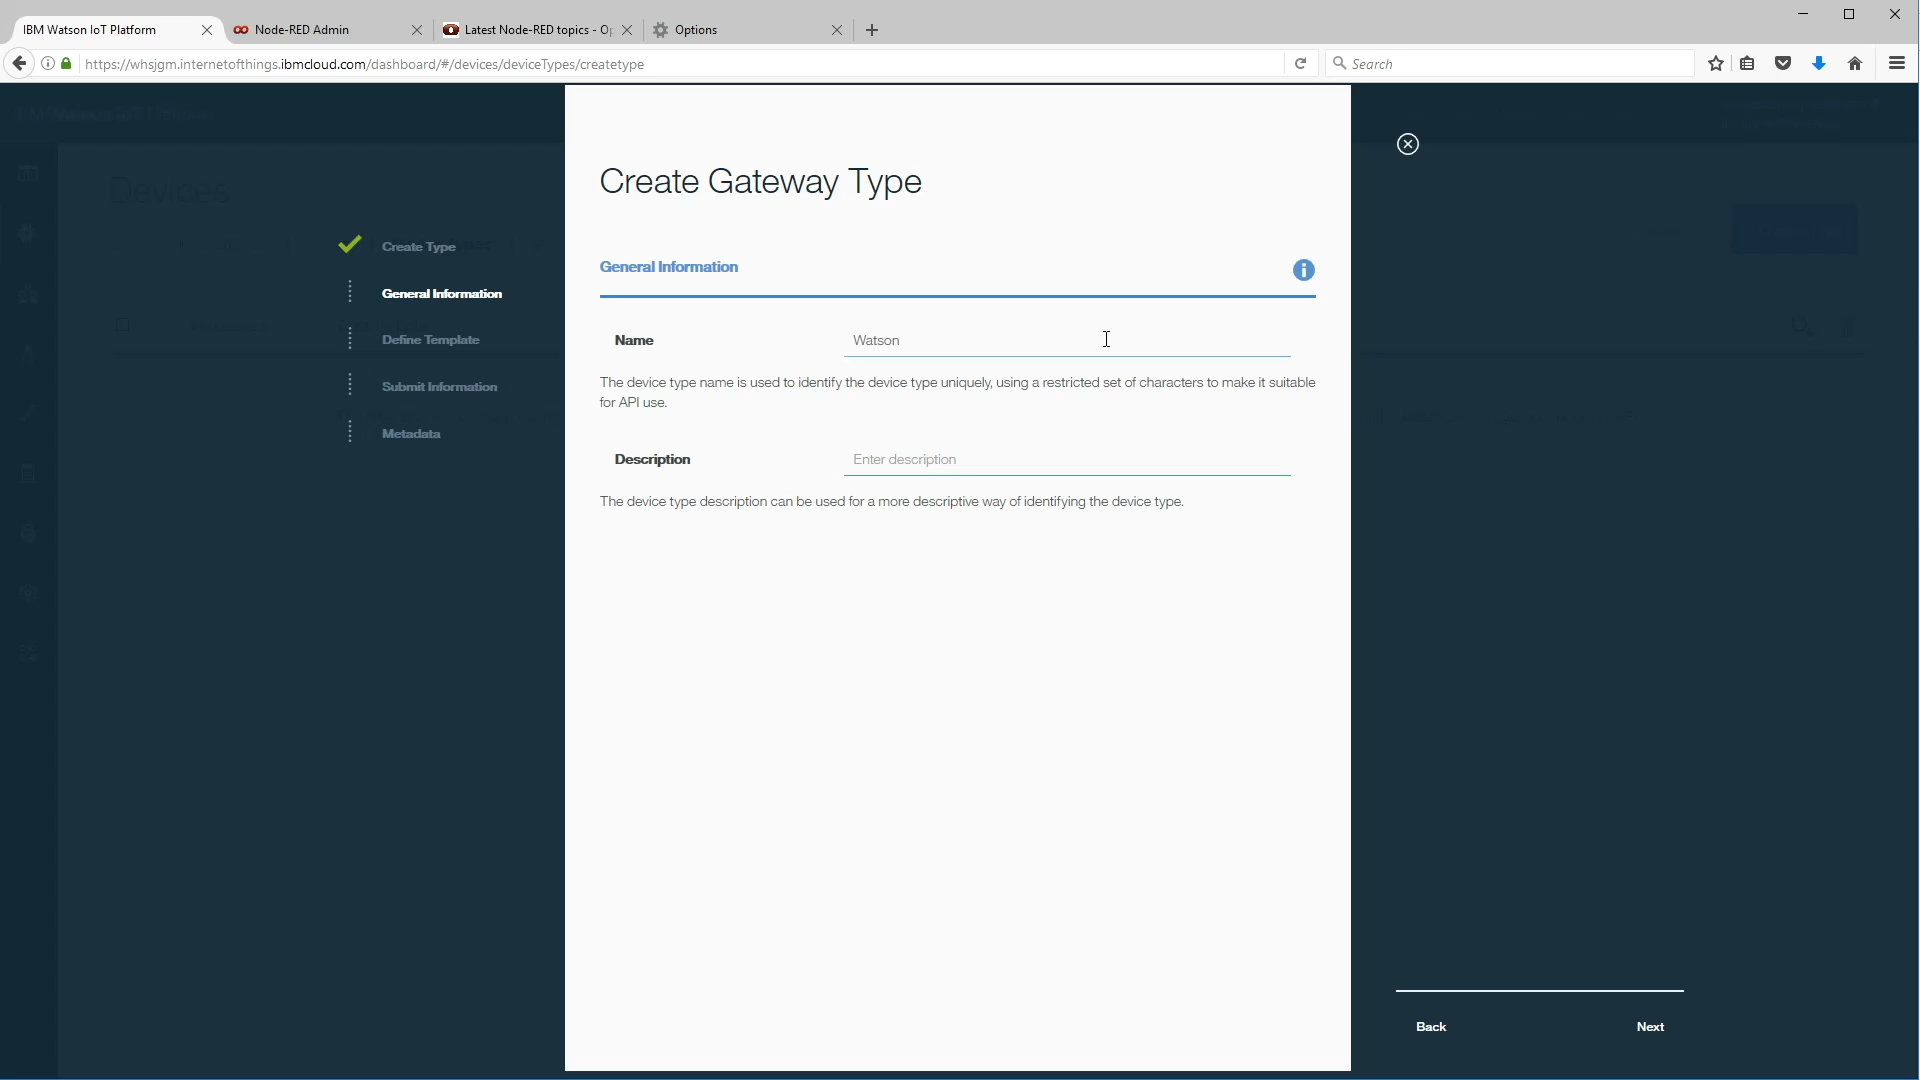 IBM Watson IoT Platform
Node-RED Admin
Latest Node-RED topics - Op
Options
https://whsjgm.internetofthings.ibmcloud.com/dashboard/#/devices/deviceTypes/createtype
Search
Devices
Create Gateway Type
Create Type
General Information
Define Template
Submit Information
Metadata
General Information
Name
Watson
The device type name is used to identify the device type uniquely, using a restricted set of characters to make it suitable
for API use.
Description
Enter description
The device type description can be used for a more descriptive way of identifying the device type.
Back
Next